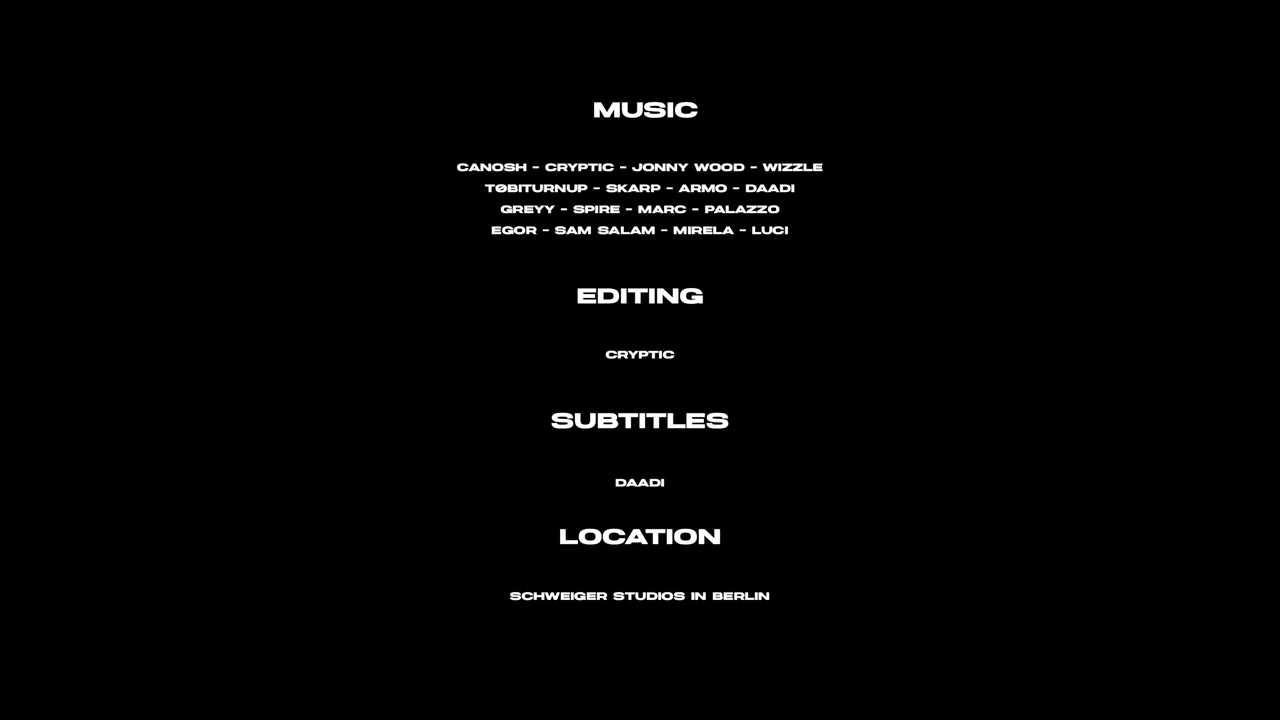 MUSIC
CANOSH - CRYPTIC - JONNY WOOD - WIZZLE
TØBITURNUP - SKARP - ARMO - DAADI
GREYY - SPIRE - MARC - PALAZZO
EGOR - SAM SALAM - MIRELA - LUCI
EDITING
CRYPTIC
SUBTITLES
DAADI
LOCATION
SCHWEIGER STUDIOS IN BERLIN